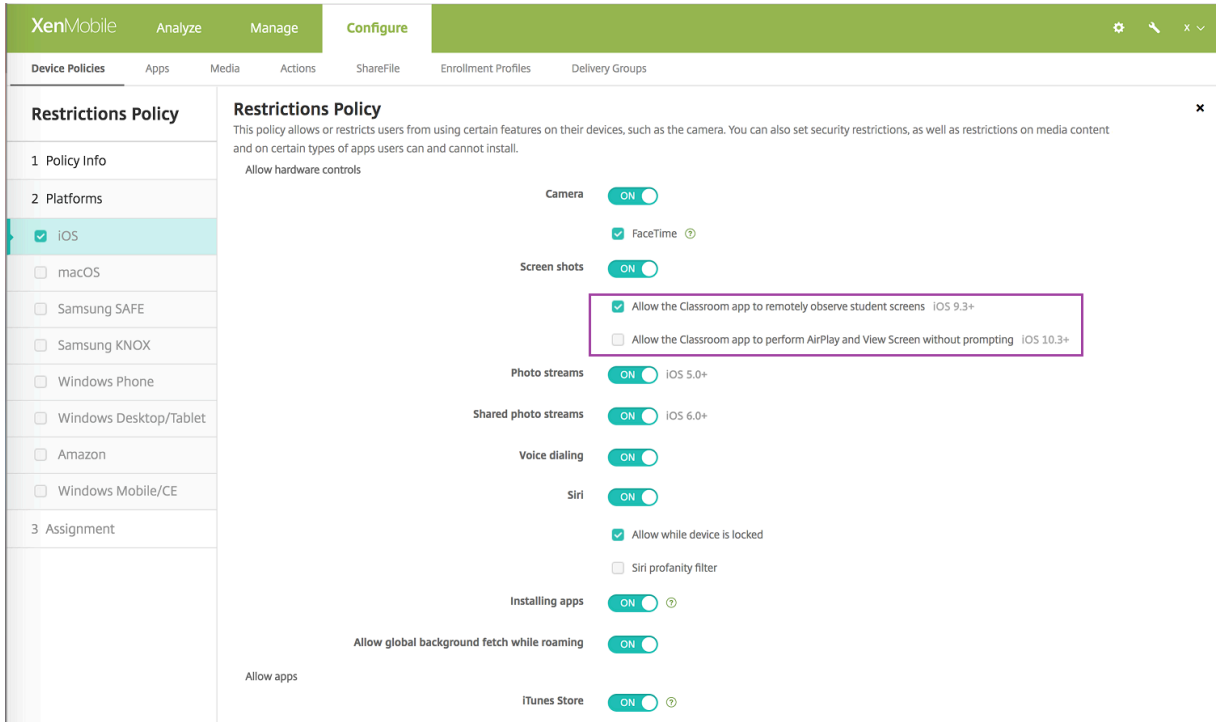 XenMobile Analyze Manage Configure X
Device Policies Apps Media Actions ShareFile Enrollment Profiles Delivery Groups
Restrictions Policy
1 Policy Info
2 Platforms
iOS
macOS
Samsung SAFE
Samsung KNOX
Windows Phone
Windows Desktop/Tablet
Amazon
Windows Mobile/CE
3 Assignment
Restrictions Policy
This policy allows or restricts users from using certain features on their devices, such as the camera. You can also set security restrictions, as well as restrictions on media content
and on certain types of apps users can and cannot install.
Allow hardware controls
Camera ON
FaceTime ?
Screen shots ON
Allow the Classroom app to remotely observe student screens iOS 9.3+
Allow the Classroom app to perform AirPlay and View Screen without prompting iOS 10.3+
Photo streams ON iOS 5.0+
Shared photo streams ON iOS 6.0+
Voice dialing ON
Siri ON
Allow while device is locked
Siri profanity filter
Installing apps ON ?
Allow global background fetch while roaming ON
Allow apps
iTunes Store ON ?